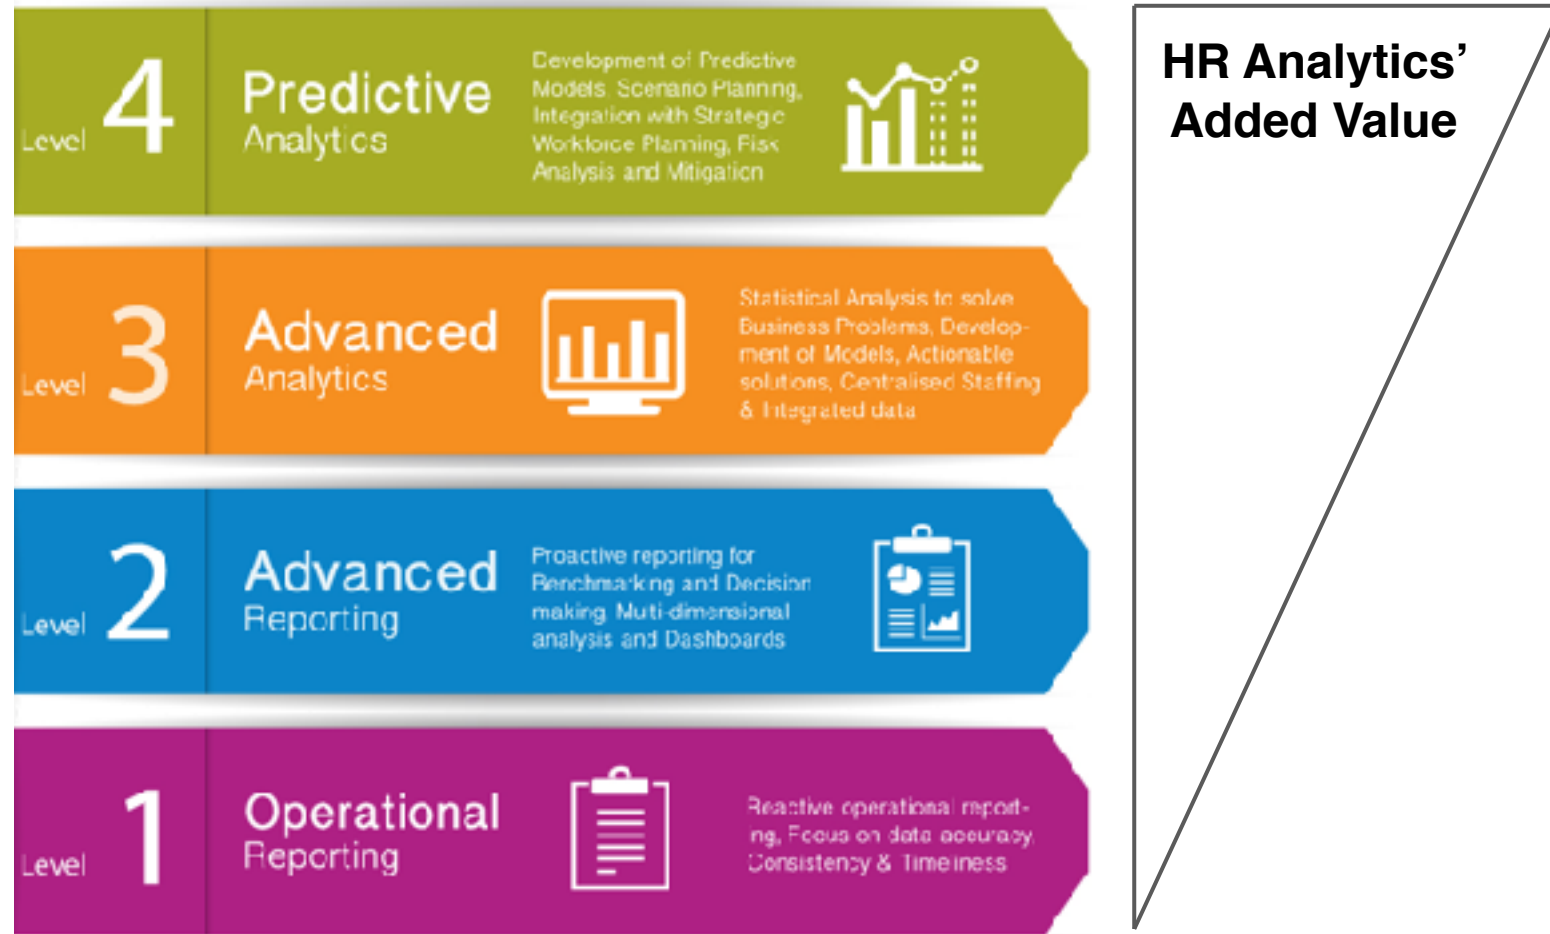 Level 4
Predictive
Analytics
Development of Predictive
Models, Scenario Planning,
Integration with Strategic
Workforce Planning, Risk
Analysis and Mitigation
HR Analytics’
Added Value
Level 3
Advanced
Analytics
Statistical Analysis to solve
Business Problems, Develop-
ment of Models, Actionable
solutions, Centralised Staffing
& Integrated data
Level 2
Advanced
Reporting
Proactive reporting for
Benchmarking and Decision
making, Multi-dimensional
analysis and Dashboards
Level 1
Operational
Reporting
Reactive operational report-
ing, Focus on data accuracy,
Consistency & Timeliness